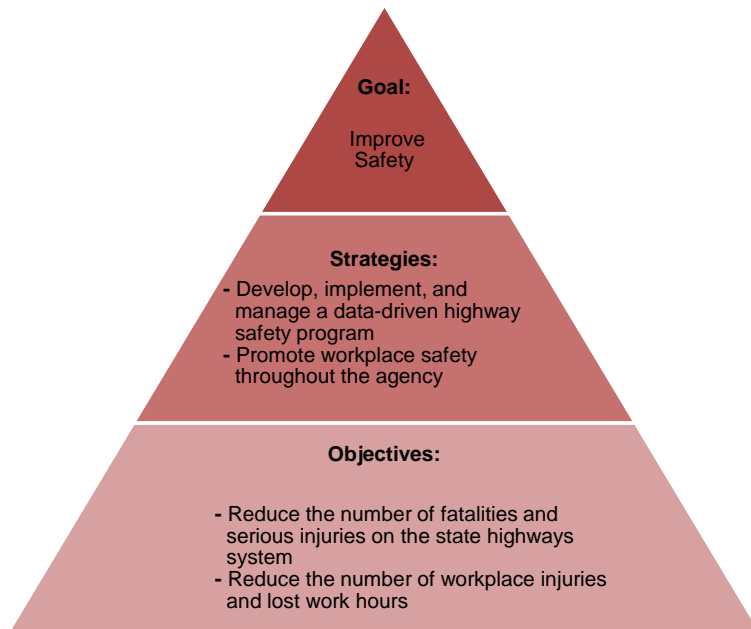 Goal:
Improve
Safety
Strategies:
- Develop, implement, and
manage a data-driven highway
safety program
- Promote workplace safety
throughout the agency
Objectives:
- Reduce the number of fatalities and
serious injuries on the state highways
system
- Reduce the number of workplace injuries
and lost work hours